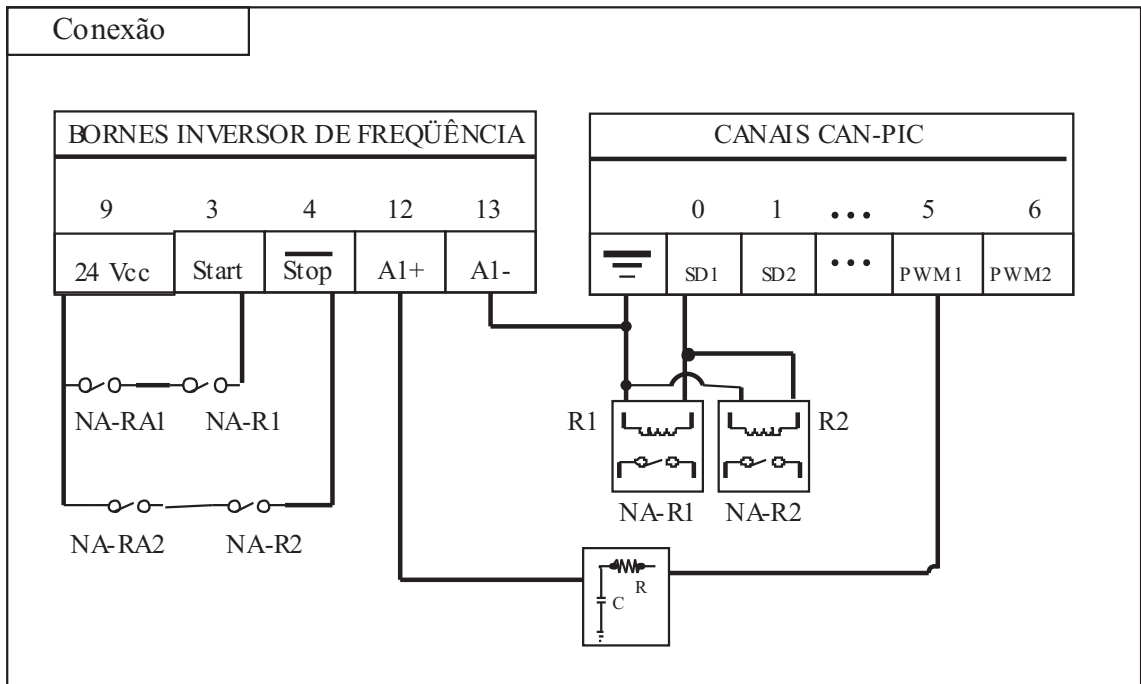 Conexão
BORNES INVERSOR DE FREQÜÊNCIA
CANAIS CAN-PIC
9 3 4 12 13
0 1 ... 5 6
24 Vcc Start Stop A1+ A1-
SD1 SD2 ... PWM1 PWM2
NA-RA1 NA-R1
R1 R2
NA-R1 NA-R2
NA-RA2 NA-R2
R
C